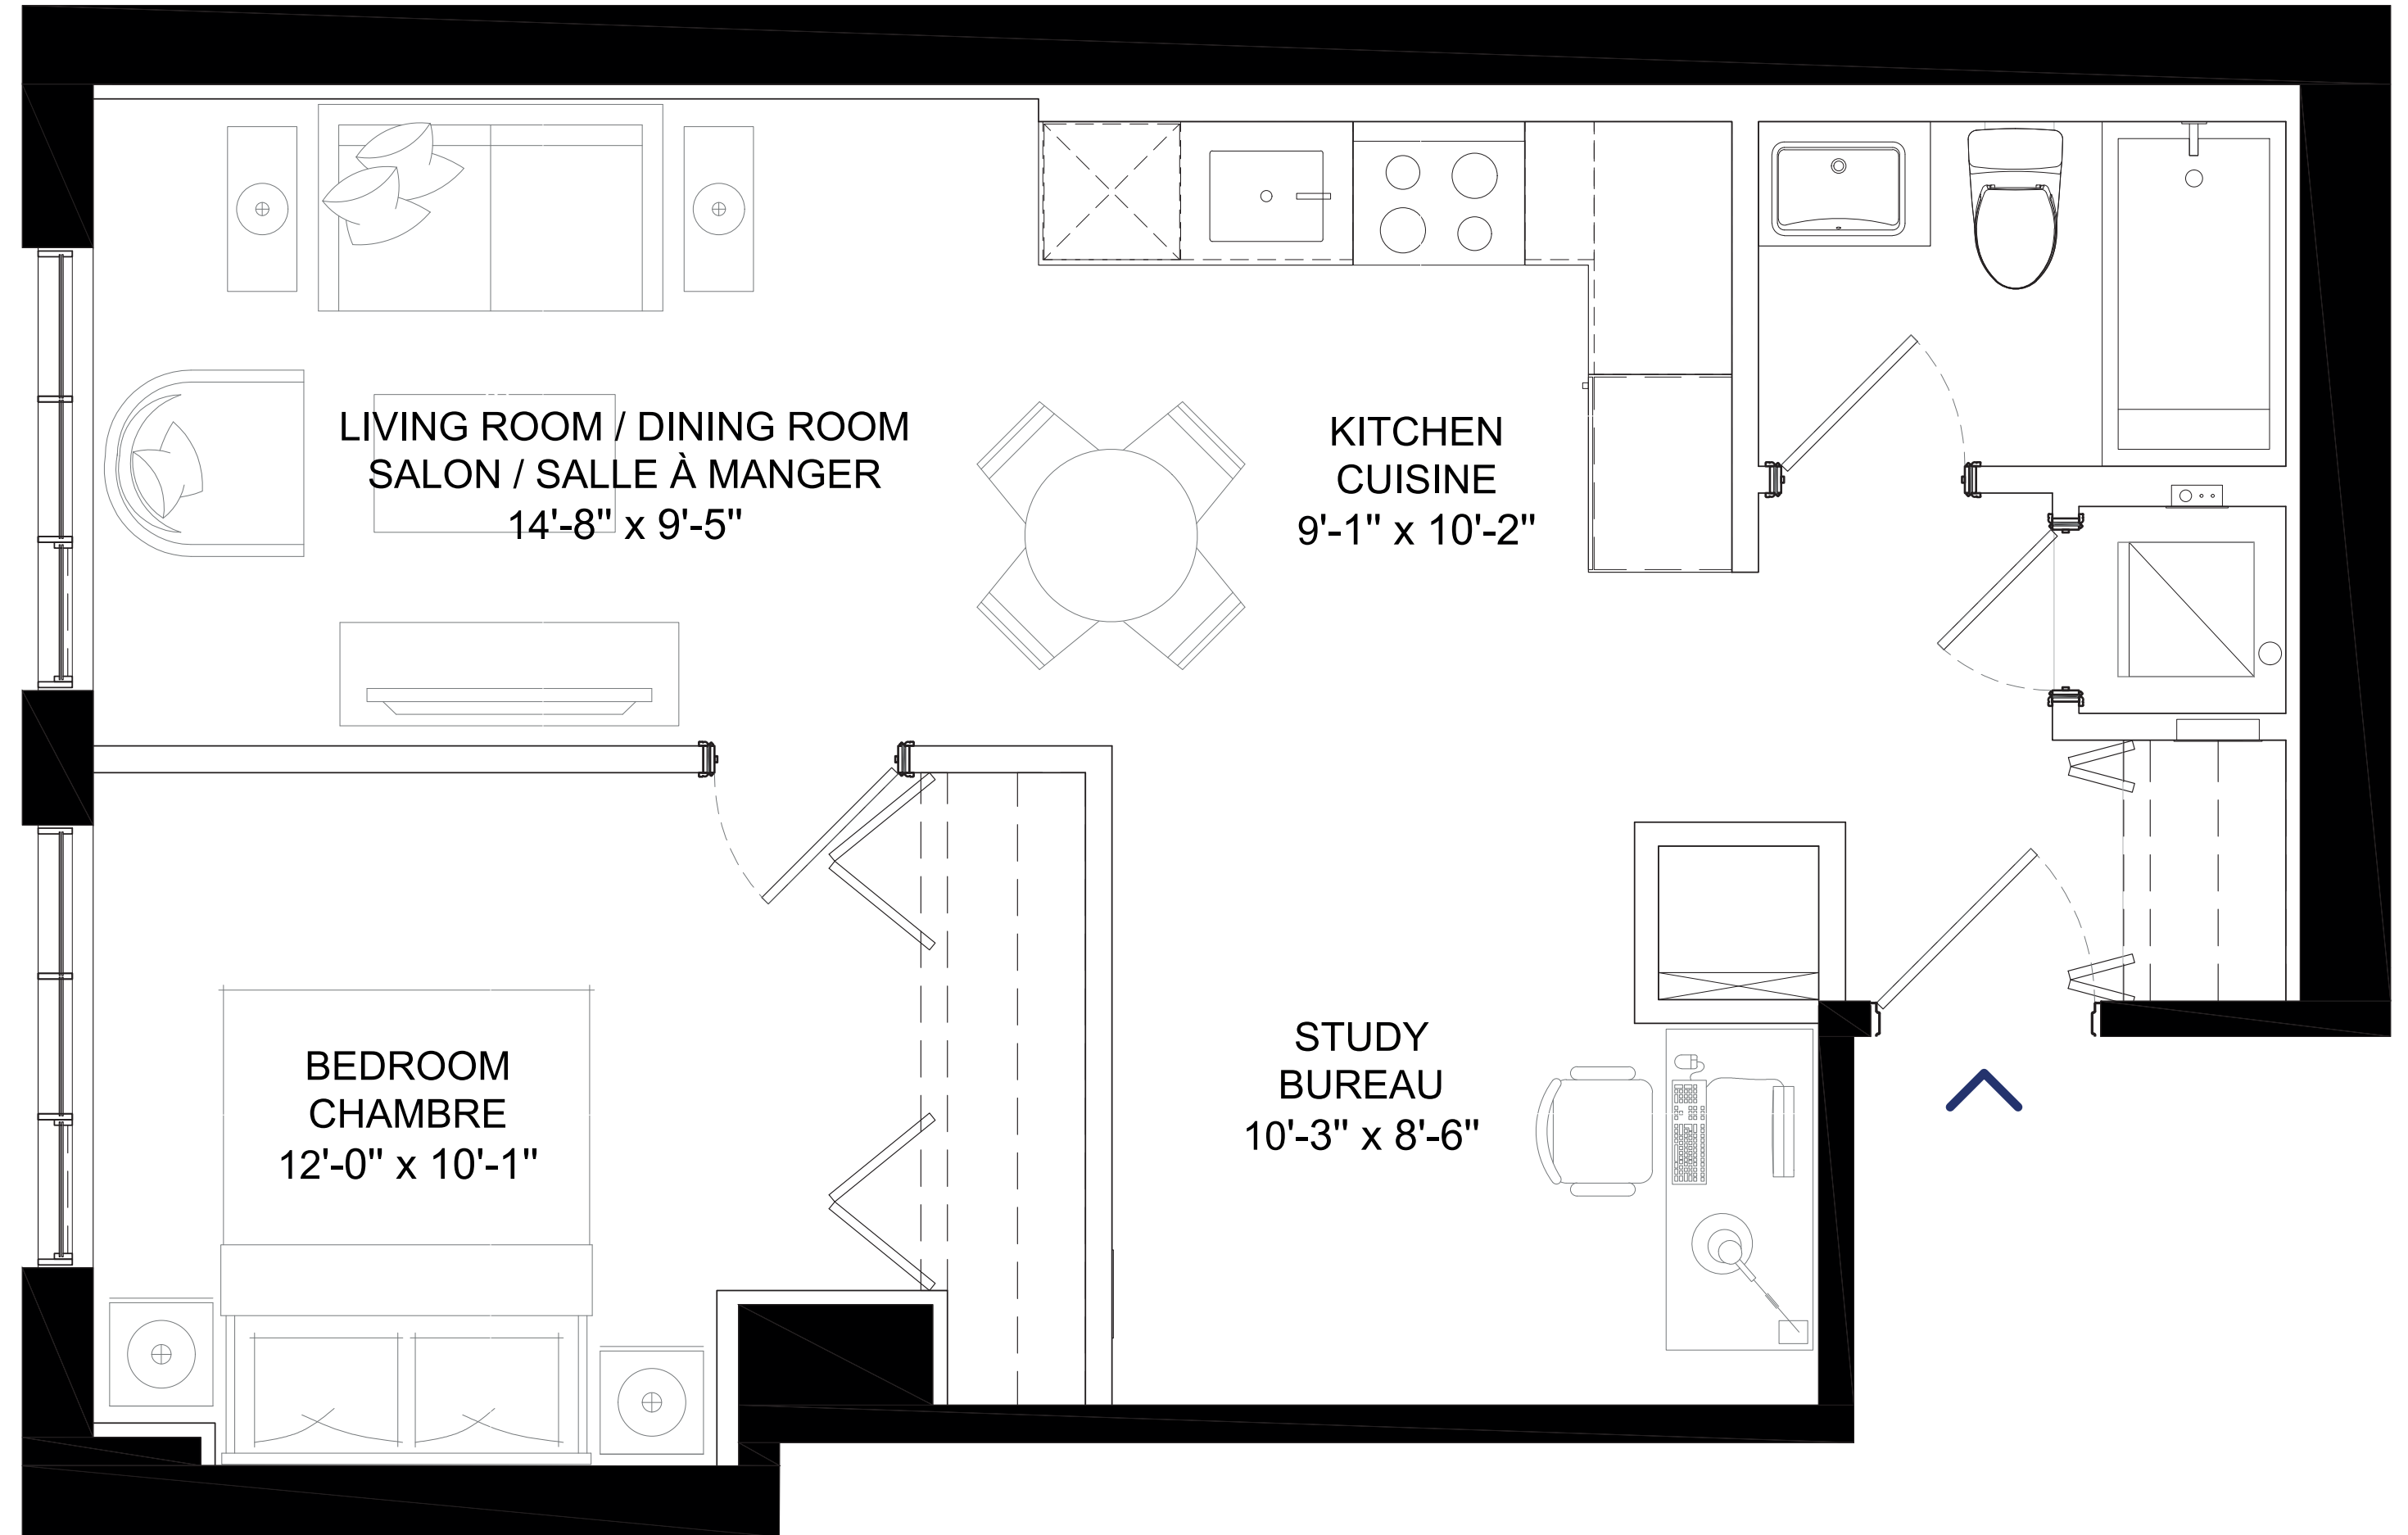 LIVING ROOM / DINING ROOM
SALON / SALLE À MANGER
14'-8" x 9'-5"
KITCHEN
CUISINE
9'-1" x 10'-2"
BEDROOM
CHAMBRE
12'-0" x 10'-1"
STUDY
BUREAU
10'-3" x 8'-6"